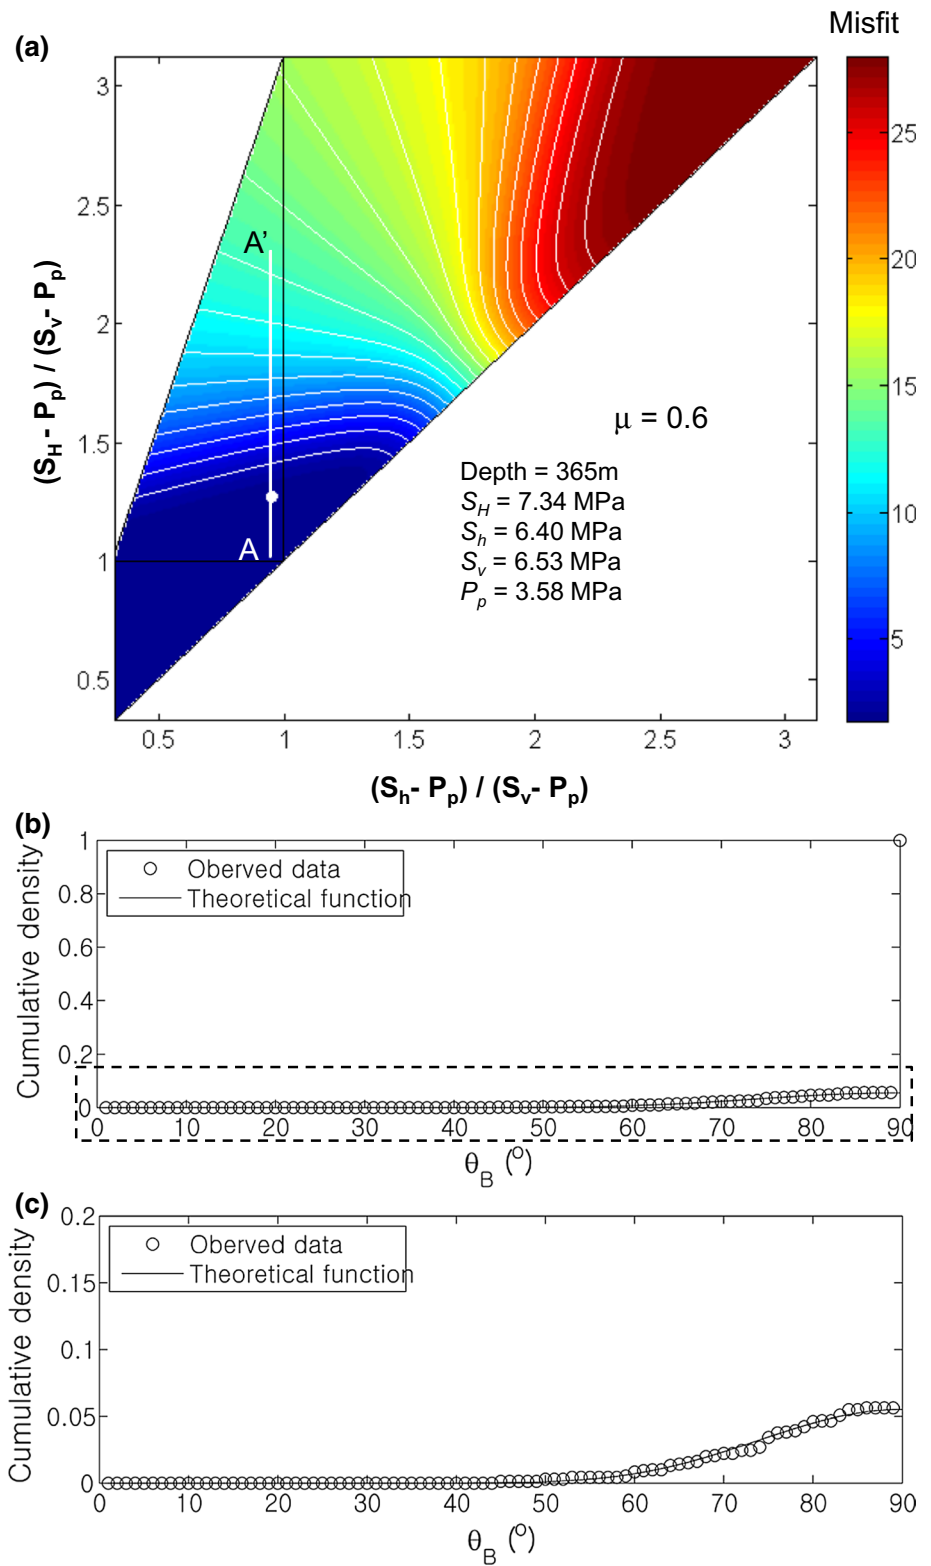 Misfit
(a)
3
2.5
2
1.5
1
0.5
(S_H - P_p) / (S_v - P_p)
A'
A
μ = 0.6
Depth = 365m
S_H = 7.34 MPa
S_h = 6.40 MPa
S_v = 6.53 MPa
P_p = 3.58 MPa
25
20
15
10
5
0.5 1 1.5 2 2.5 3
(S_h- P_p) / (S_v- P_p)
(b)
Cumulative density
1
0.8
0.6
0.4
0.2
0
Oberved data
Theoretical function
0 10 20 30 40 50 60 70 80 90
θ_B (°)
(c)
Cumulative density
0.2
0.15
0.1
0.05
0
Oberved data
Theoretical function
0 10 20 30 40 50 60 70 80 90
θ_B (°)